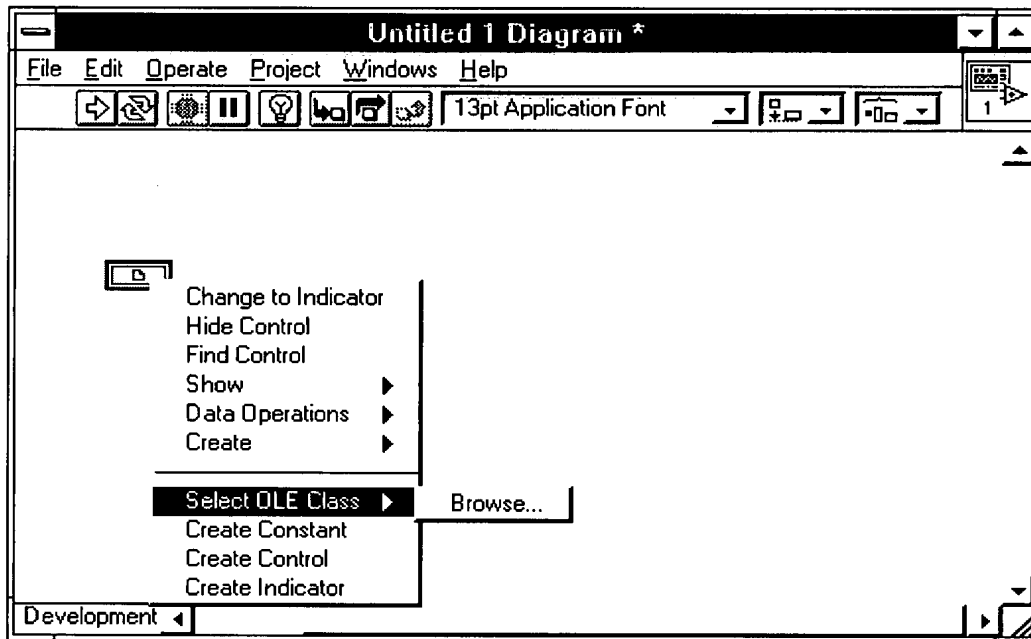 Untitled 1 Diagram *
File Edit Operate Project Windows Help
13pt Application Font
1
Change to Indicator
Hide Control
Find Control
Show
Data Operations
Create
Select OLE Class Browse...
Create Constant
Create Control
Create Indicator
Development